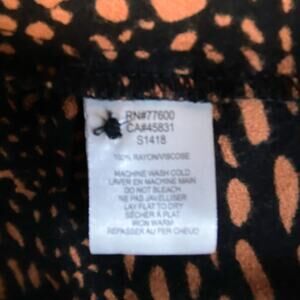 RN#77600
CA#45831
S1418
100% RAYON/VISCOSE
MACHINE WASH COLD
LAVER EN MACHINE MAIN
DO NOT BLEACH
NE PAS JAVELLISER
LAY FLAT TO DRY
SÉCHER À PLAT
IRON WARM
REPASSER AU FER CHEUD